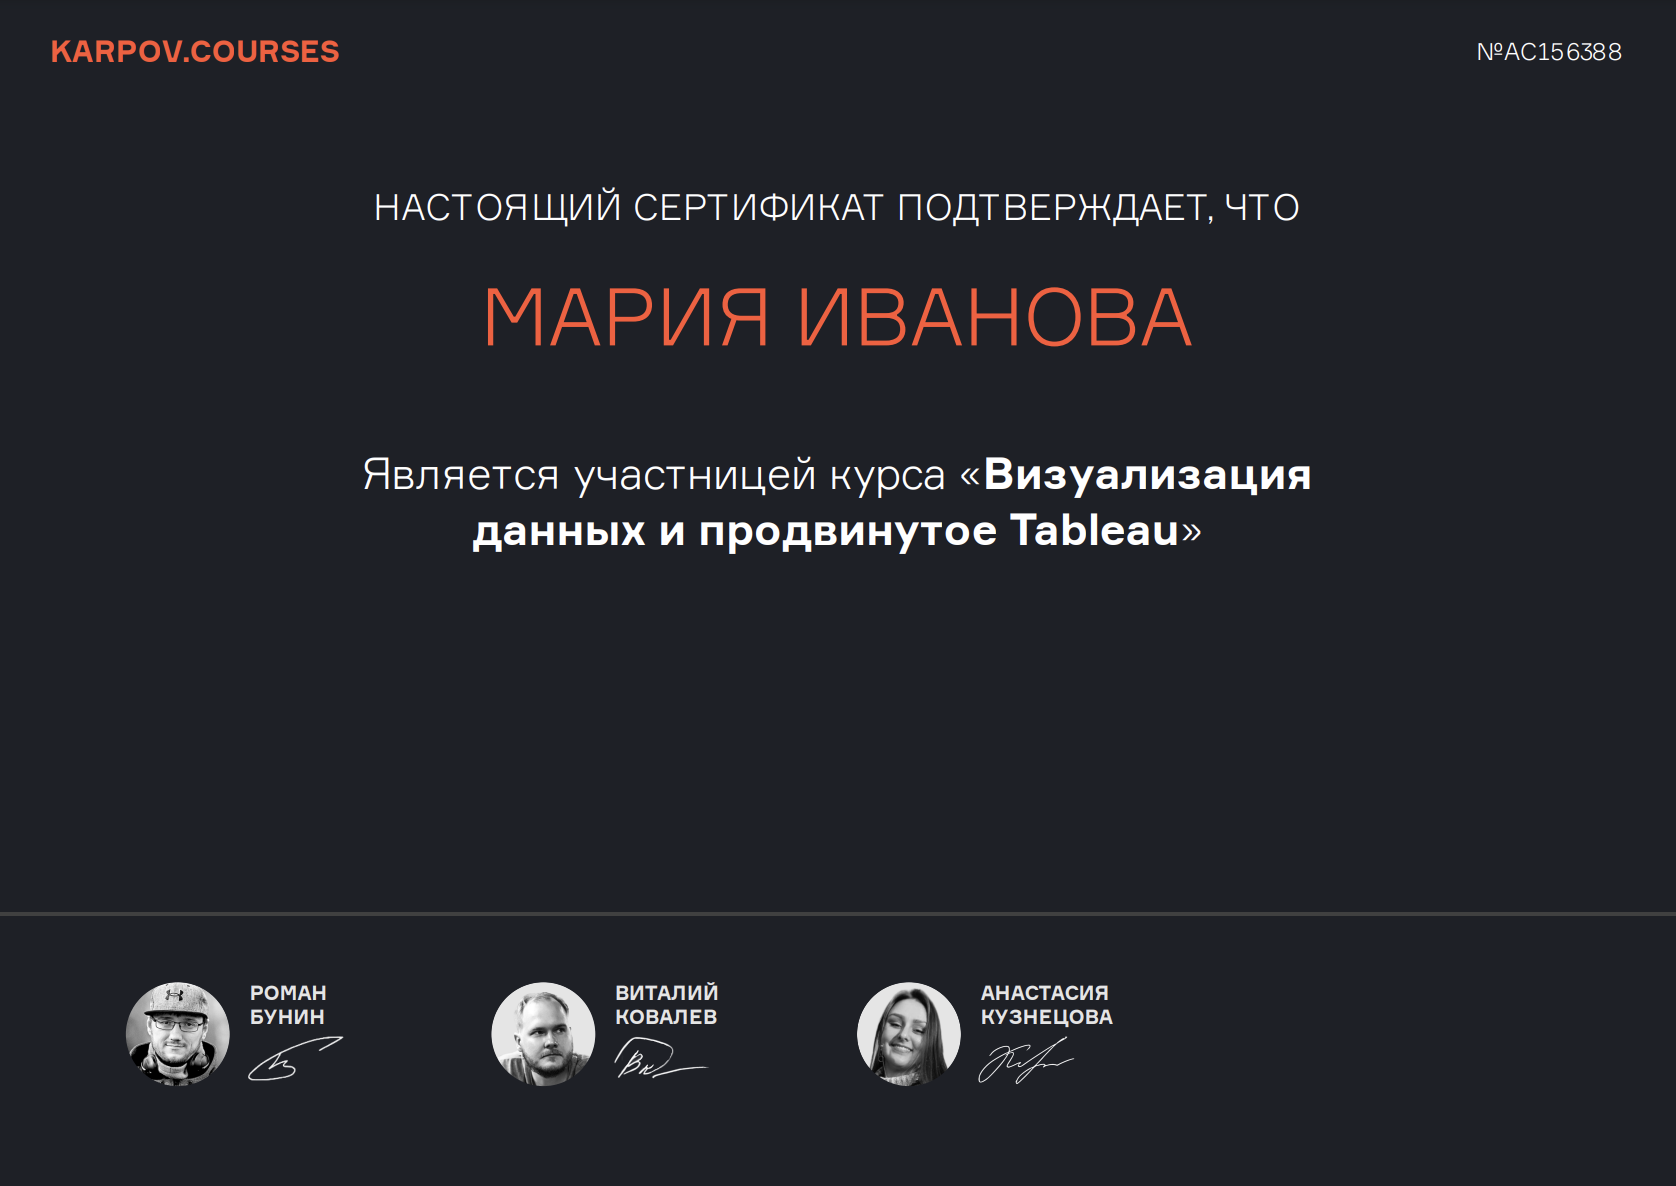 KARPOV.COURSES
№AC156388
НАСТОЯЩИЙ СЕРТИФИКАТ ПОДТВЕРЖДАЕТ, ЧТО
МАРИЯ ИВАНОВА
Является участницей курса «Визуализация
данных и продвинутое Tableau»
РОМАН
БУНИН
ВИТАЛИЙ
КОВАЛЕВ
АНАСТАСИЯ
КУЗНЕЦОВА